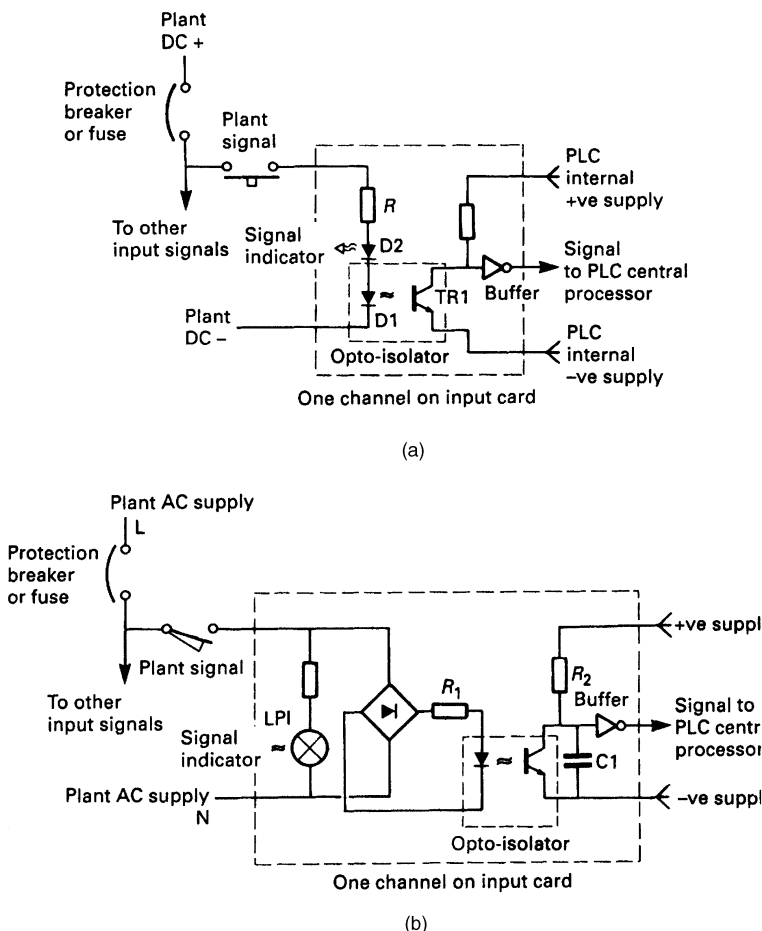 Plant
DC +
Protection
breaker
or fuse
Plant
signal
PLC
internal
+ve supply
R
To other
input signals
Signal
indicator
D2
Signal
to PLC central
processor
TR1
Buffer
D1
Plant
DC –
PLC
internal
–ve supply
Opto-isolator
One channel on input card
(a)
Plant AC supply
L
Protection
breaker
or fuse
+ve suppl
Plant signal
R2
Buffer
R1
To other
input signals
LPI
Signal to
PLC centr
processor
Signal
indicator
C1
Plant AC supply
N
–ve suppl
Opto-isolator
One channel on input card
(b)